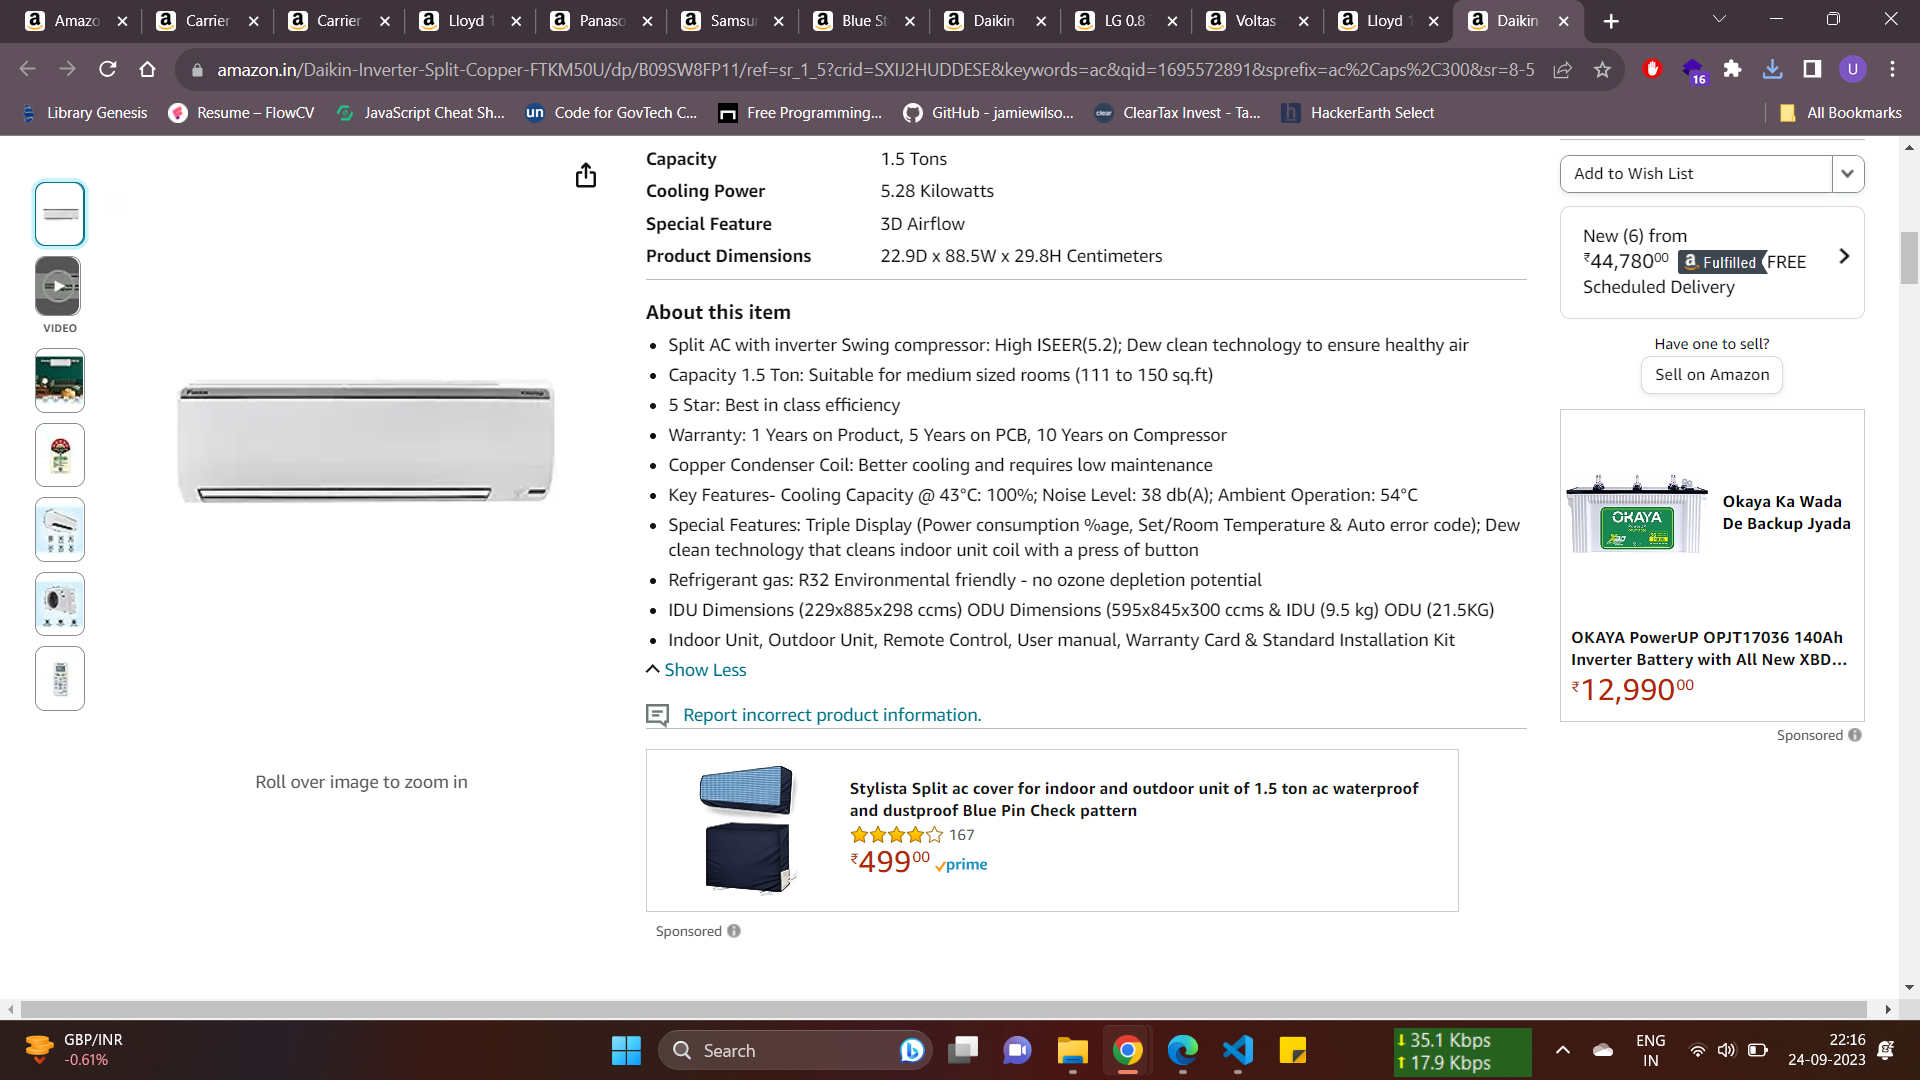 Amazo
Carrier
Carrier
Lloyd 1
Panaso
Samsun
Blue St
Daikin
LG 0.8
Voltas
Lloyd 1
Daikin
amazon.in/Daikin-Inverter-Split-Copper-FTKM50U/dp/B09SW8FP11/ref=sr_1_5?crid=SXIJ2HUDDESE&keywords=ac&qid=1695572891&sprefix=ac%2Caps%2C300&sr=8-5
16
U
Library Genesis
Resume – FlowCV
JavaScript Cheat Sh...
un Code for GovTech C...
Free Programming...
GitHub - jamiewilso...
clear ClearTax Invest - Ta...
h HackerEarth Select
All Bookmarks
VIDEO
Roll over image to zoom in
Capacity 1.5 Tons
Cooling Power 5.28 Kilowatts
Special Feature 3D Airflow
Product Dimensions 22.9D x 88.5W x 29.8H Centimeters
About this item
• Split AC with inverter Swing compressor: High ISEER(5.2); Dew clean technology to ensure healthy air
• Capacity 1.5 Ton: Suitable for medium sized rooms (111 to 150 sq.ft)
• 5 Star: Best in class efficiency
• Warranty: 1 Years on Product, 5 Years on PCB, 10 Years on Compressor
• Copper Condenser Coil: Better cooling and requires low maintenance
• Key Features- Cooling Capacity @ 43°C: 100%; Noise Level: 38 db(A); Ambient Operation: 54°C
• Special Features: Triple Display (Power consumption %age, Set/Room Temperature & Auto error code); Dew
clean technology that cleans indoor unit coil with a press of button
• Refrigerant gas: R32 Environmental friendly - no ozone depletion potential
• IDU Dimensions (229x885x298 ccms) ODU Dimensions (595x845x300 ccms & IDU (9.5 kg) ODU (21.5KG)
• Indoor Unit, Outdoor Unit, Remote Control, User manual, Warranty Card & Standard Installation Kit
Show Less
Report incorrect product information.
Stylista Split ac cover for indoor and outdoor unit of 1.5 ton ac waterproof
and dustproof Blue Pin Check pattern
167
₹49900 prime
Sponsored
Add to Wish List
New (6) from
₹44,78000 a Fulfilled FREE
Scheduled Delivery
Have one to sell?
Sell on Amazon
OKAYA
Okaya Ka Wada
De Backup Jyada
OKAYA PowerUP OPJT17036 140Ah
Inverter Battery with All New XBD...
₹12,99000
Sponsored
GBP/INR
-0.61%
Search
35.1 Kbps
17.9 Kbps
ENG
IN
22:16
24-09-2023